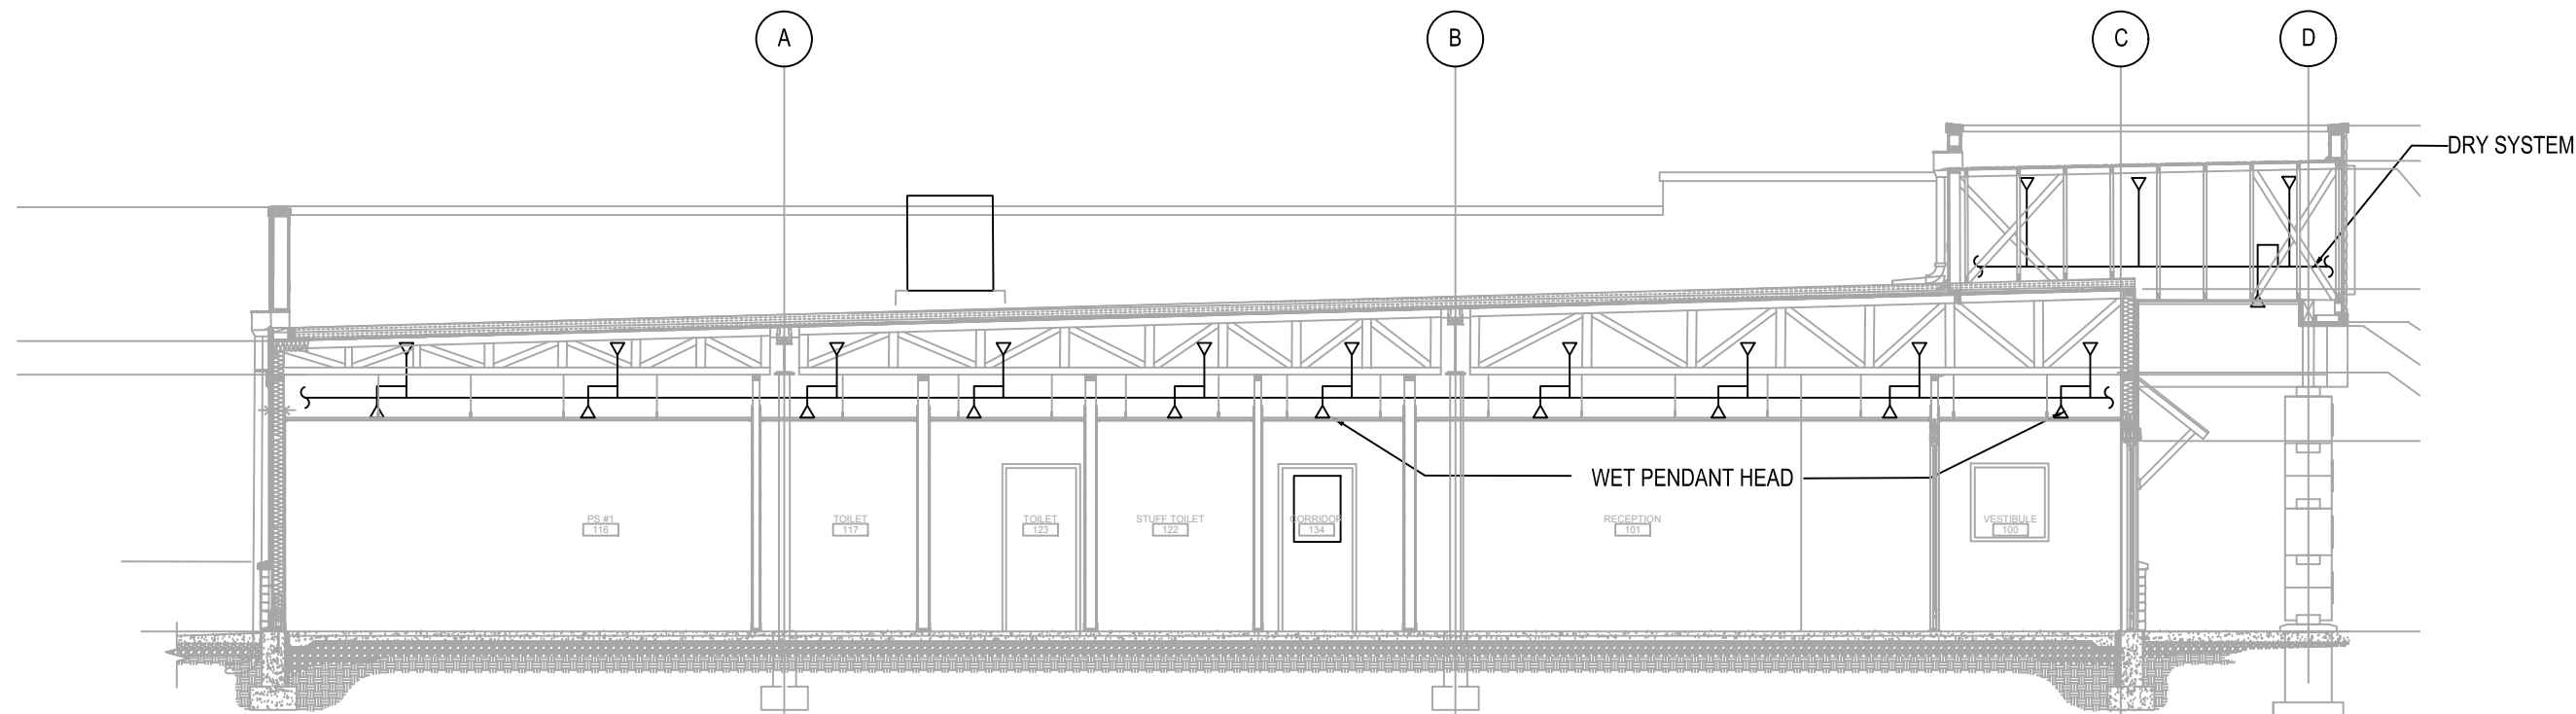 A
B
C
D
DRY SYSTEM
WET PENDANT HEAD
PS #1
116
TOILET
117
TOILET
123
STUFF TOILET
122
CORRIDOR
134
RECEPTION
101
VESTIBULE
100